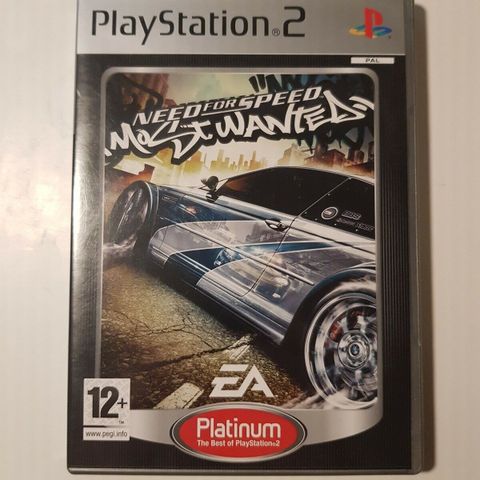 PlayStation®2
PAL
NEED FOR SPEED
MOST WANTED
EA
12+
www.pegi.info
Platinum
The Best of PlayStation®2